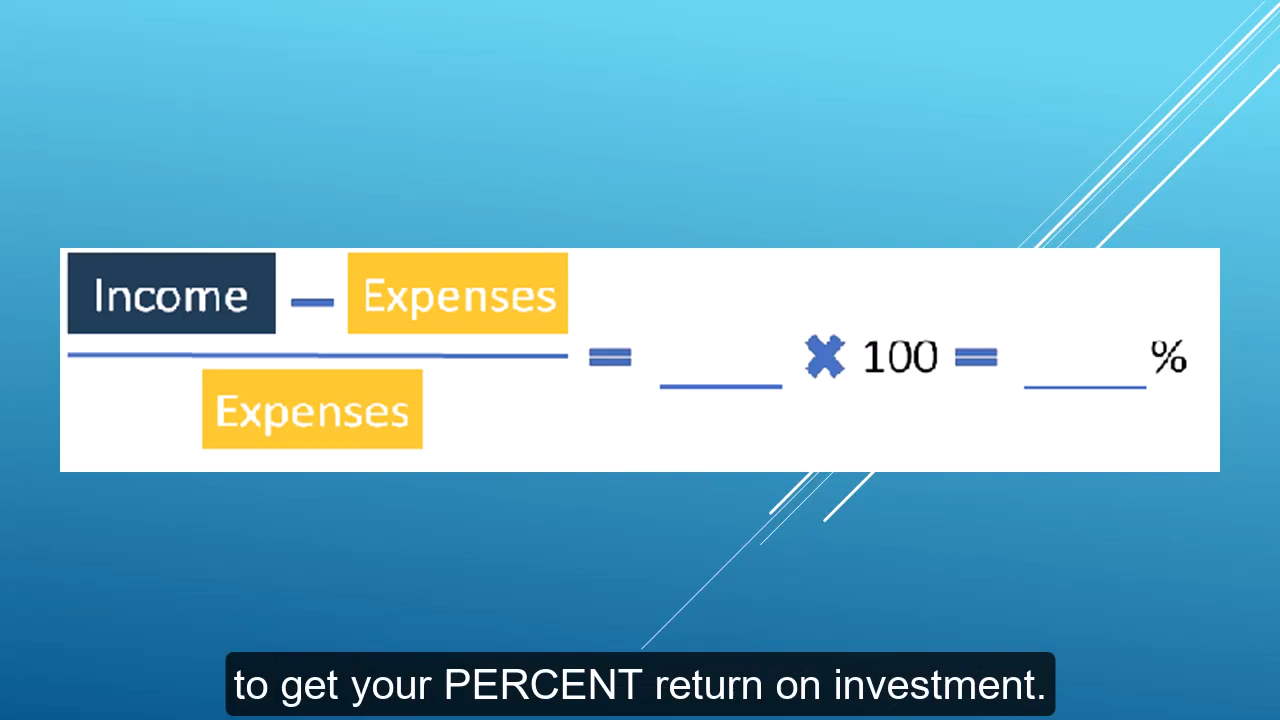 Income − Expenses
Expenses
= ____ × 100 = ____ %
to get your PERCENT return on investment.